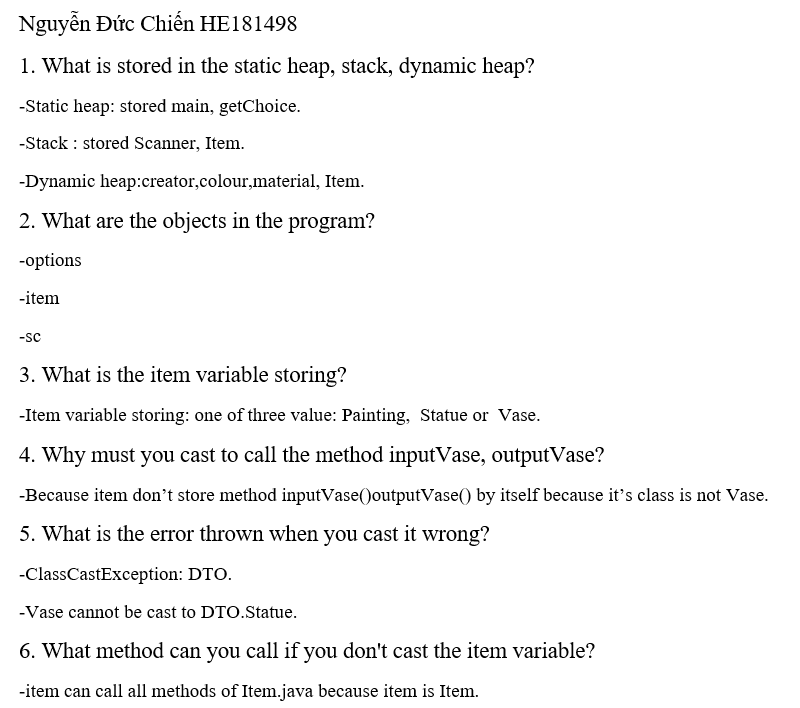 Nguyễn Đức Chiến HE181498
1. What is stored in the static heap, stack, dynamic heap?
-Static heap: stored main, getChoice.
-Stack : stored Scanner, Item.
-Dynamic heap:creator,colour,material, Item.
2. What are the objects in the program?
-options
-item
-sc
3. What is the item variable storing?
-Item variable storing: one of three value: Painting,  Statue or  Vase.
4. Why must you cast to call the method inputVase, outputVase?
-Because item don’t store method inputVase()outputVase() by itself because it’s class is not Vase.
5. What is the error thrown when you cast it wrong?
-ClassCastException: DTO.
-Vase cannot be cast to DTO.Statue.
6. What method can you call if you don't cast the item variable?
-item can call all methods of Item.java because item is Item.